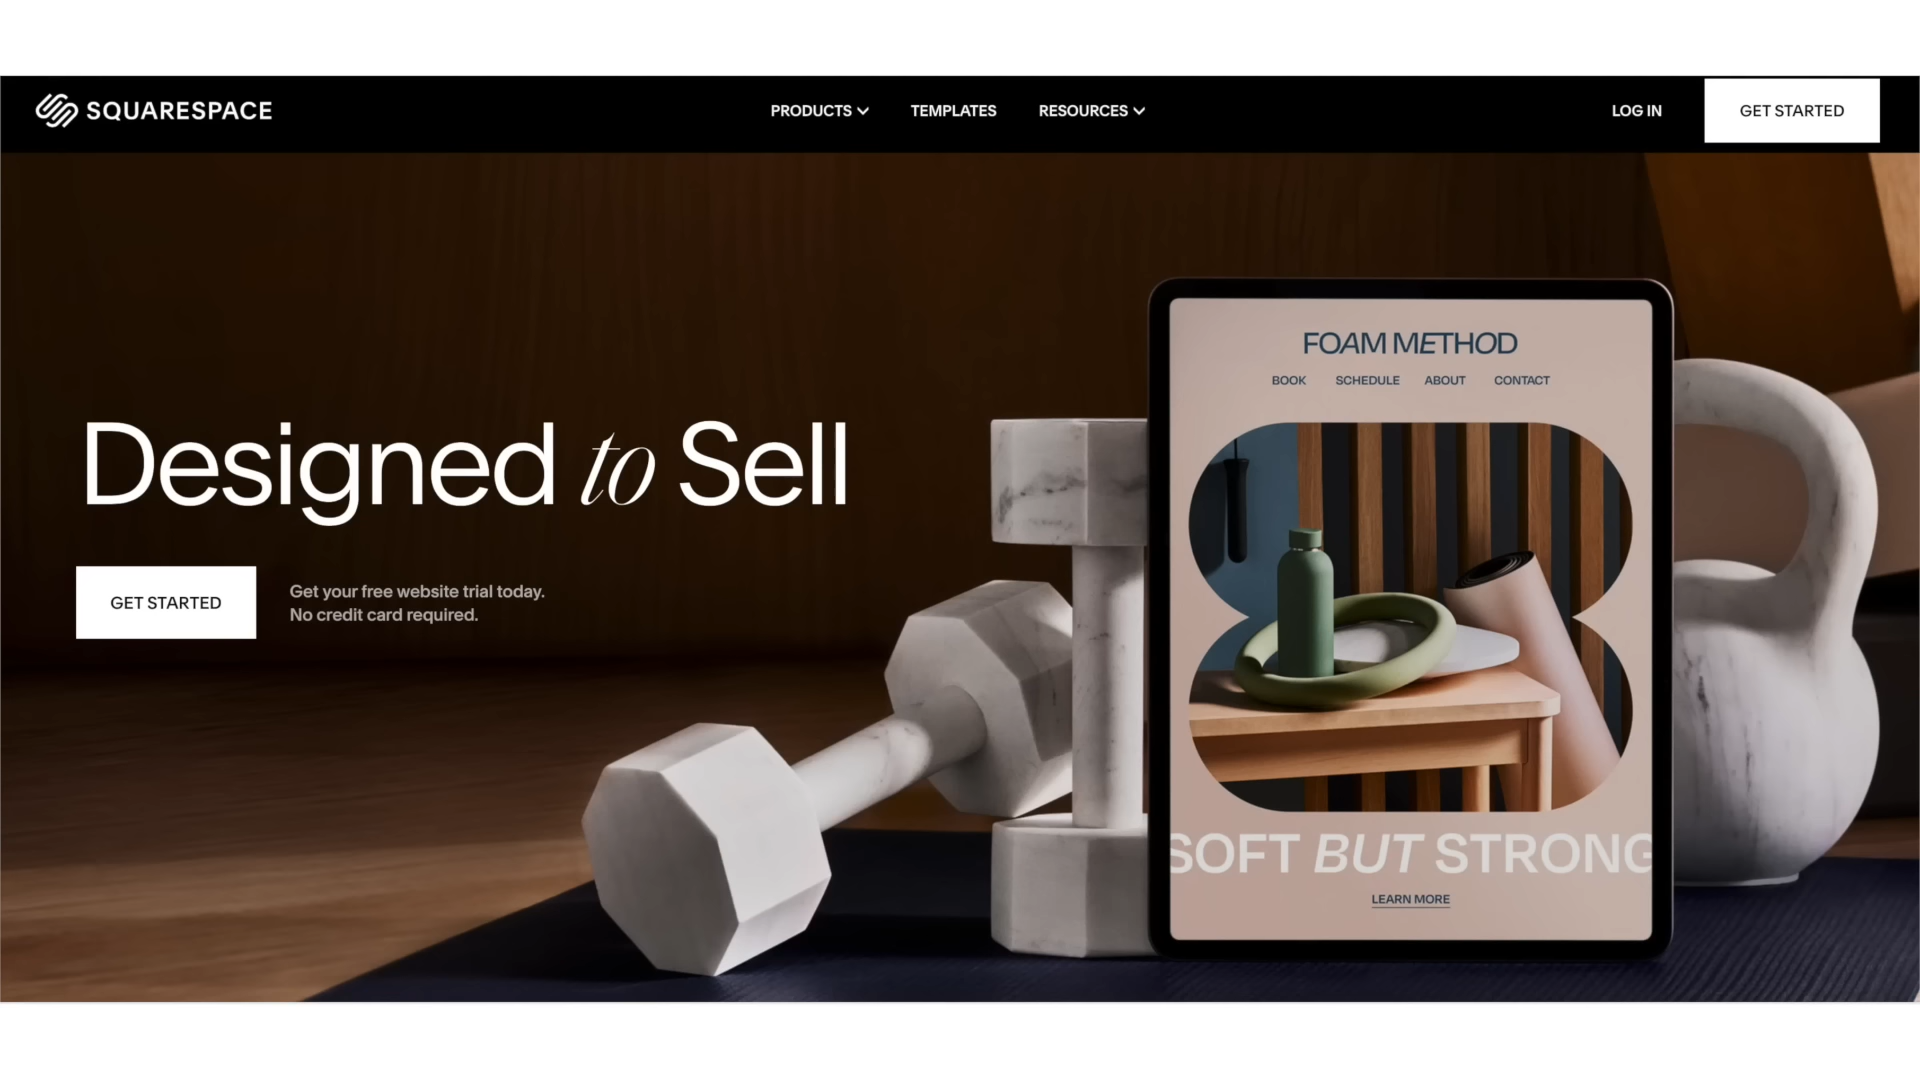 SQUARESPACE
PRODUCTS
TEMPLATES
RESOURCES
LOG IN
GET STARTED
Designed to Sell
GET STARTED
Get your free website trial today.
No credit card required.
FOAM METHOD
BOOK SCHEDULE ABOUT CONTACT
SOFT BUT STRONG
LEARN MORE